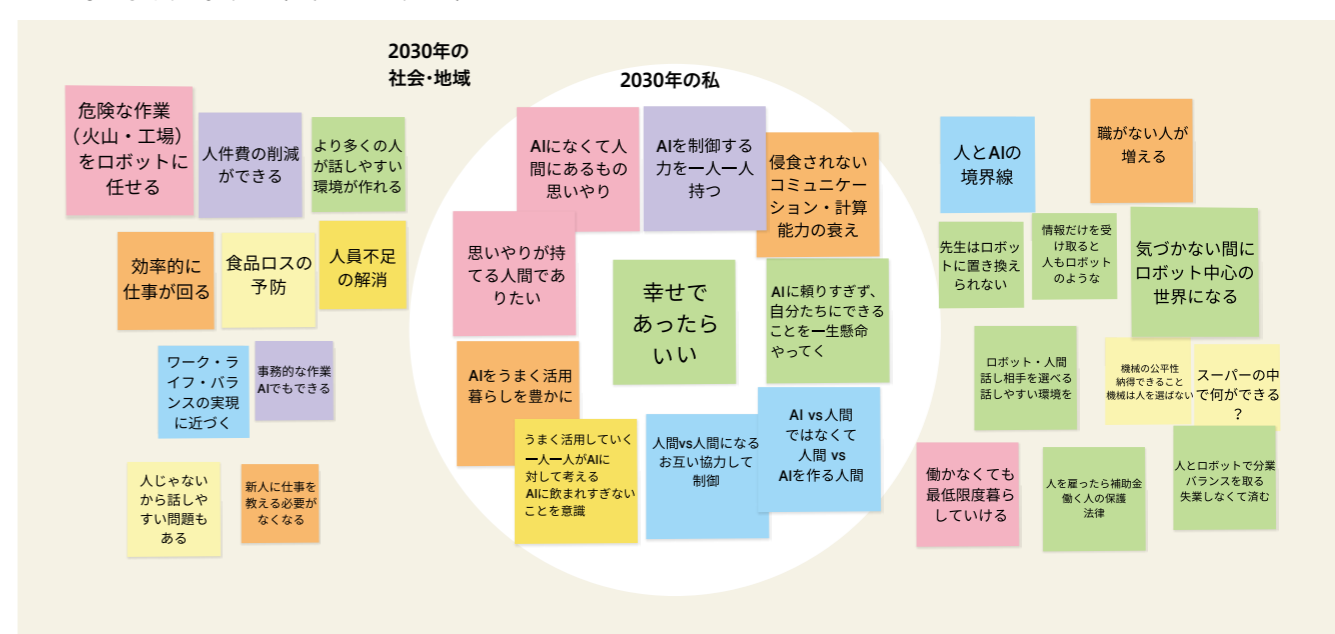 2030年の
社会・地域
2030年の私
危険な作業
（火山・工場）
をロボットに
任せる
人件費の削減
ができる
より多くの人
が話しやすい
環境が作れる
効率的に
仕事が回る
食品ロスの
予防
人員不足
の解消
ワーク・ラ
イフ・バラ
ンスの実現
に近づく
事務的な作業
AIでもできる
人じゃない
から話しや
すい問題も
ある
新人に仕事を
教える必要が
なくなる
AIになくて人
間にあるもの
思いやり
AIを制御する
力を一人一人
持つ
侵食されない
コミュニケー
ション・計算
能力の衰え
思いやりが持
てる人間であ
りたい
幸せで
あったら
いい
AIに頼りすぎず、
自分たちにできる
ことを一生懸命
やってく
AIをうまく活用
暮らしを豊かに
うまく活用していく
一人一人がAIに
対して考える
AIに飲まれすぎない
ことを意識
人間vs人間になる
お互い協力して
制御
AI vs人間
ではなくて
人間 vs
AIを作る人間
人とAIの
境界線
職がない人が
増える
先生はロボッ
トに置き換え
られない
情報だけを受
け取ると
人もロボット
のような
気づかない間に
ロボット中心の
世界になる
ロボット・人間
話し相手を選べる
話しやすい環境を
機械の公平性
納得できること
機械は人を選ばない
スーパーの中
で何ができる
？
働かなくても
最低限度暮ら
していける
人を雇ったら補助金
働く人の保護
法律
人とロボットで分業
バランスを取る
失業しなくて済む